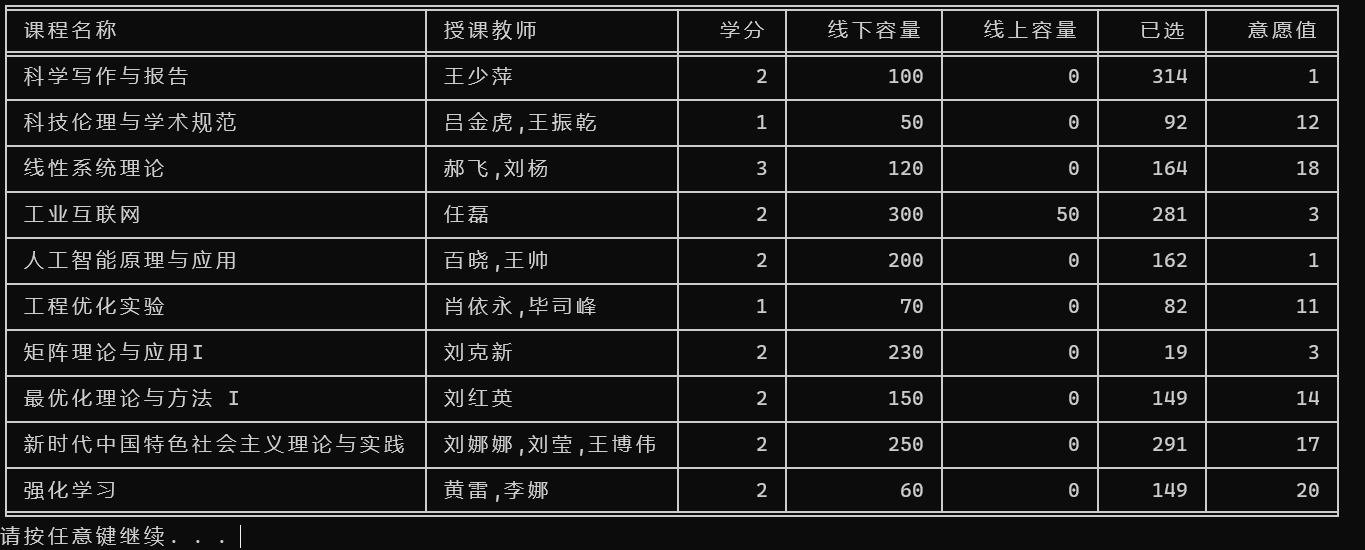 课程名称 授课教师 学分 线下容量 线上容量 已选 意愿值
科学写作与报告 王少萍 2 100 0 314 1
科技伦理与学术规范 吕金虎,王振乾 1 50 0 92 12
线性系统理论 郝飞,刘杨 3 120 0 164 18
工业互联网 任磊 2 300 50 281 3
人工智能原理与应用 百晓,王帅 2 200 0 162 1
工程优化实验 肖依永,毕司峰 1 70 0 82 11
矩阵理论与应用I 刘克新 2 230 0 19 3
最优化理论与方法 I 刘红英 2 150 0 149 14
新时代中国特色社会主义理论与实践 刘娜娜,刘莹,王博伟 2 250 0 291 17
强化学习 黄雷,李娜 2 60 0 149 20
请按任意键继续. . .